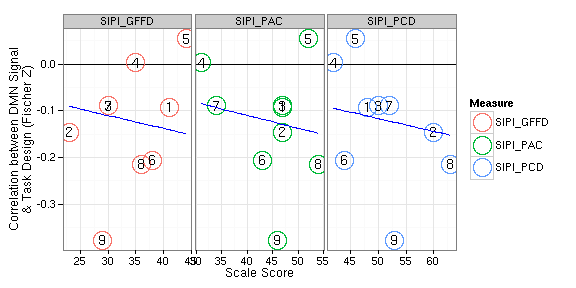 SIPI_GFFD SIPI_PAC SIPI_PCD
Correlation between DMN Signal
& Task Design (Fischer Z)
0.0
-0.1
-0.2
-0.3
5 5 5
4 4 4
3 1 7 3 1 8 7
2 2 2
8 6 6 8 6 8
9 9 9
25 30 35 40 45 30 35 40 45 50 55 35 40 45 50 55 60
Scale Score
Measure
SIPI_GFFD
SIPI_PAC
SIPI_PCD